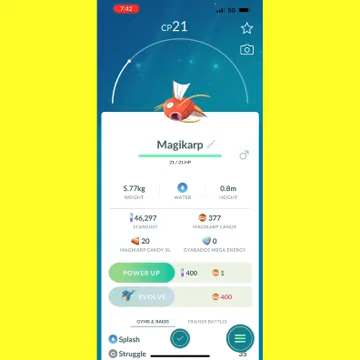 7:42
5G
CP21
Magikarp
21 / 21 HP
5.77kg
WEIGHT
WATER
0.8m
HEIGHT
46,297
STARDUST
377
MAGIKARP CANDY
20
MAGIKARP CANDY XL
0
GYARADOS MEGA ENERGY
POWER UP
400
1
EVOLVE
400
GYMS & RAIDS
TRAINER BATTLES
Splash
Struggle
35